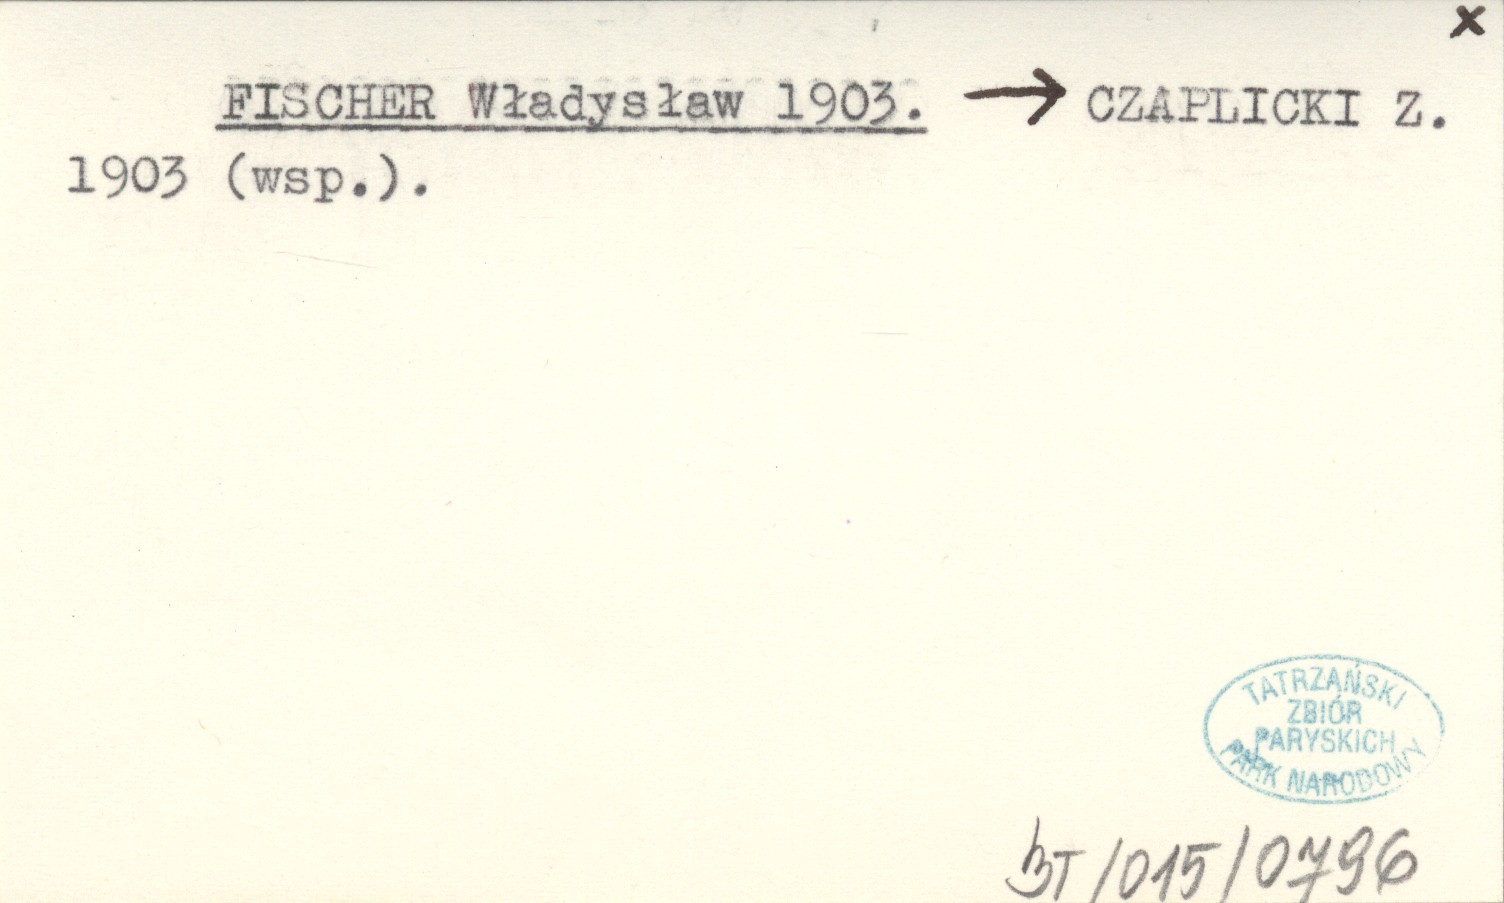 x
FISCHER Władysław 1903. → CZAPLICKI Z.
1903 (wsp.).
TATRZAŃSKI
ZBIÓR
PARYSKICH
PARK NARODOWY
BT/015/0796